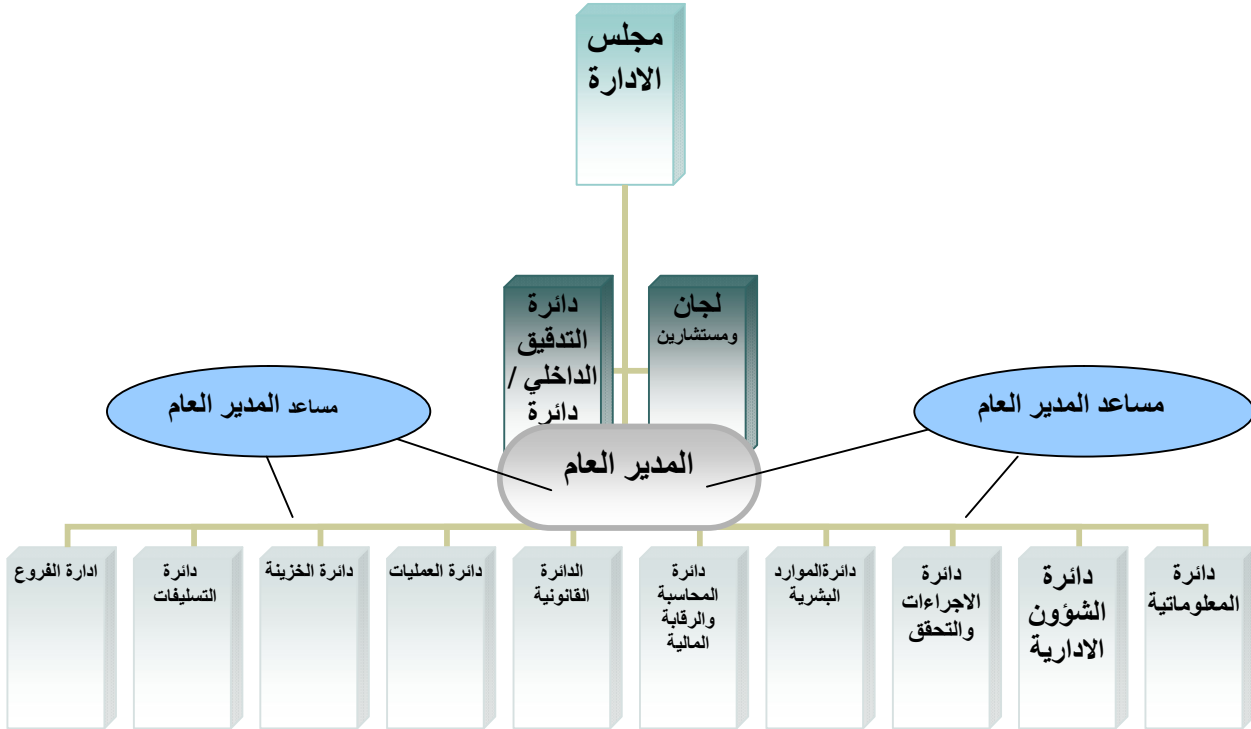 مجلس
الادارة
لجان
ومستشارين
دائرة
التدقيق
الداخلي /
دائرة
مساعد المدير العام
مساعد المدير العام
المدير العام
دائرة
المعلوماتية
دائرة
الشؤون
الادارية
دائرة
الاجراءات
والتحقق
دائرةالموارد
البشرية
دائرة
المحاسبة
والرقابة
المالية
الدائرة
القانونية
دائرة العمليات
دائرة الخزينة
دائرة
التسليفات
ادارة الفروع